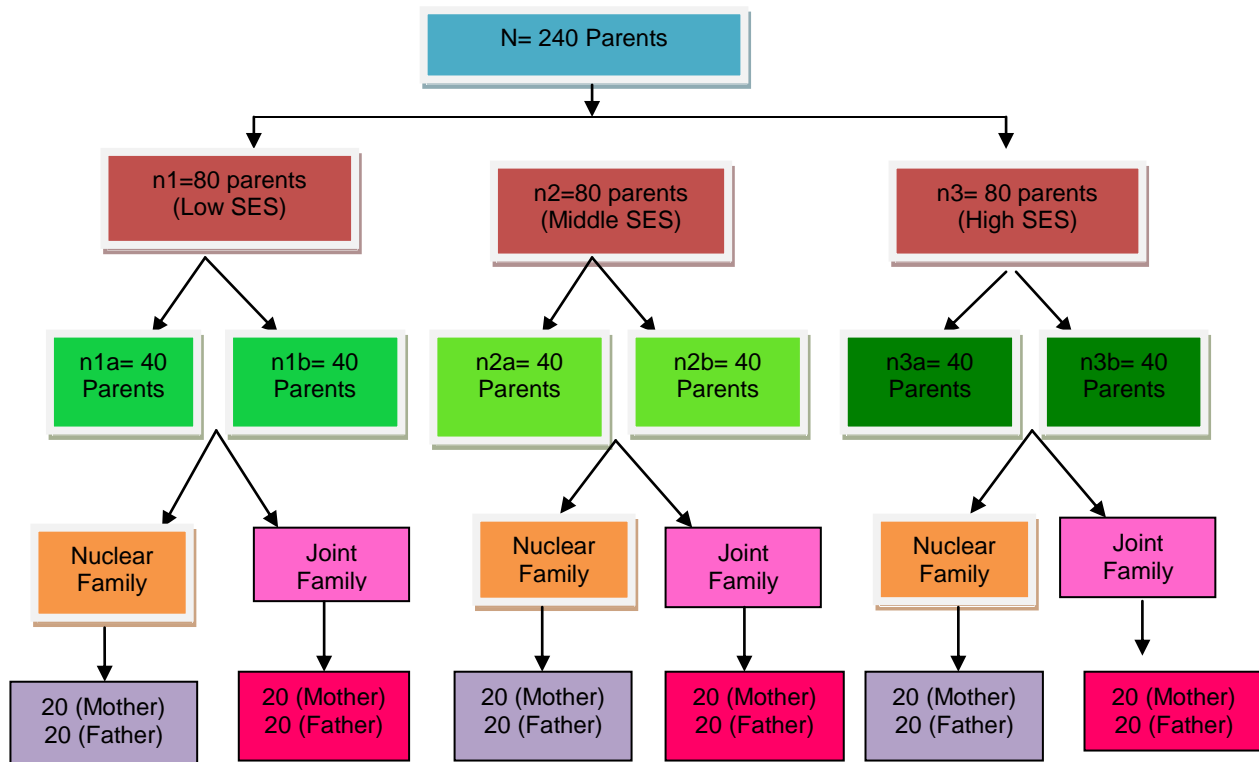 N= 240 Parents
n1=80 parents
(Low SES)
n2=80 parents
(Middle SES)
n3= 80 parents
(High SES)
n1a= 40
Parents
n1b= 40
Parents
n2a= 40
Parents
n2b= 40
Parents
n3a= 40
Parents
n3b= 40
Parents
Nuclear
Family
Joint
Family
Nuclear
Family
Joint
Family
Nuclear
Family
Joint
Family
20 (Mother)
20 (Father)
20 (Mother)
20 (Father)
20 (Mother)
20 (Father)
20 (Mother)
20 (Father)
20 (Mother)
20 (Father)
20 (Mother)
20 (Father)